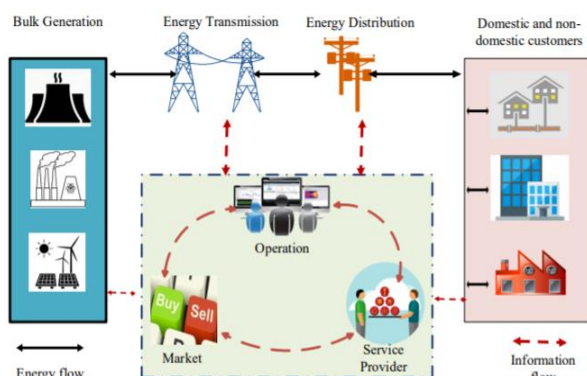 Bulk Generation
Energy Transmission
Energy Distribution
Domestic and non-
domestic customers
Operation
Buy
Sell
Market
Service
Provider
Energy flow
Information
flow